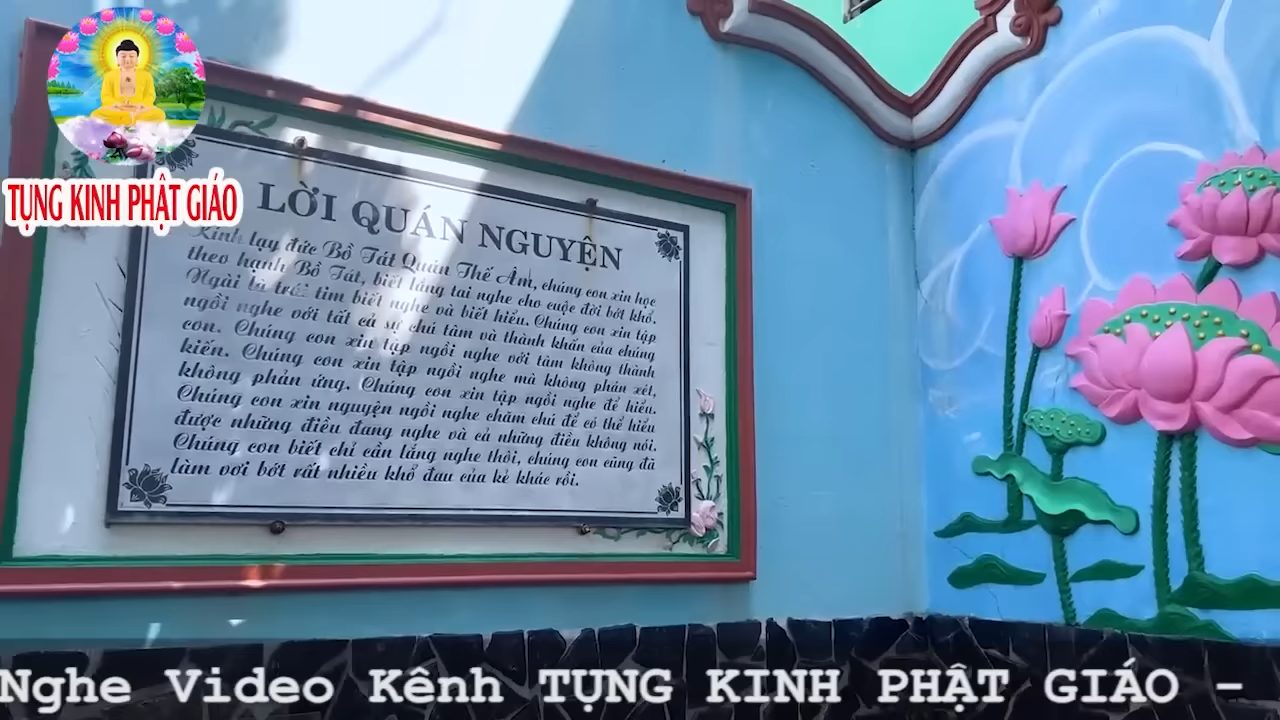 TỤNG KINH PHẬT GIÁO
LỜI QUÁN NGUYỆN
Kính lạy đức Bồ Tát Quán Thế Âm, chúng con xin học
theo hạnh Bồ Tát, biết lắng tai nghe cho cuộc đời bớt khổ.
Ngài là trái tim biết nghe và biết hiểu. Chúng con xin tập
ngồi nghe với tất cả sự chú tâm và thành khẩn của chúng
con. Chúng con xin tập ngồi nghe với tâm không thành
kiến. Chúng con xin tập ngồi nghe mà không phán xét,
không phản ứng. Chúng con xin tập ngồi nghe để hiểu.
Chúng con xin nguyện ngồi nghe chăm chú để có thể hiểu
được những điều đang nghe và cả những điều không nói.
Chúng con biết chỉ cần lắng nghe thôi, chúng con cũng đã
làm vơi bớt rất nhiều khổ đau của kẻ khác rồi.
Nghe Video Kênh TỤNG KINH PHẬT GIÁO -